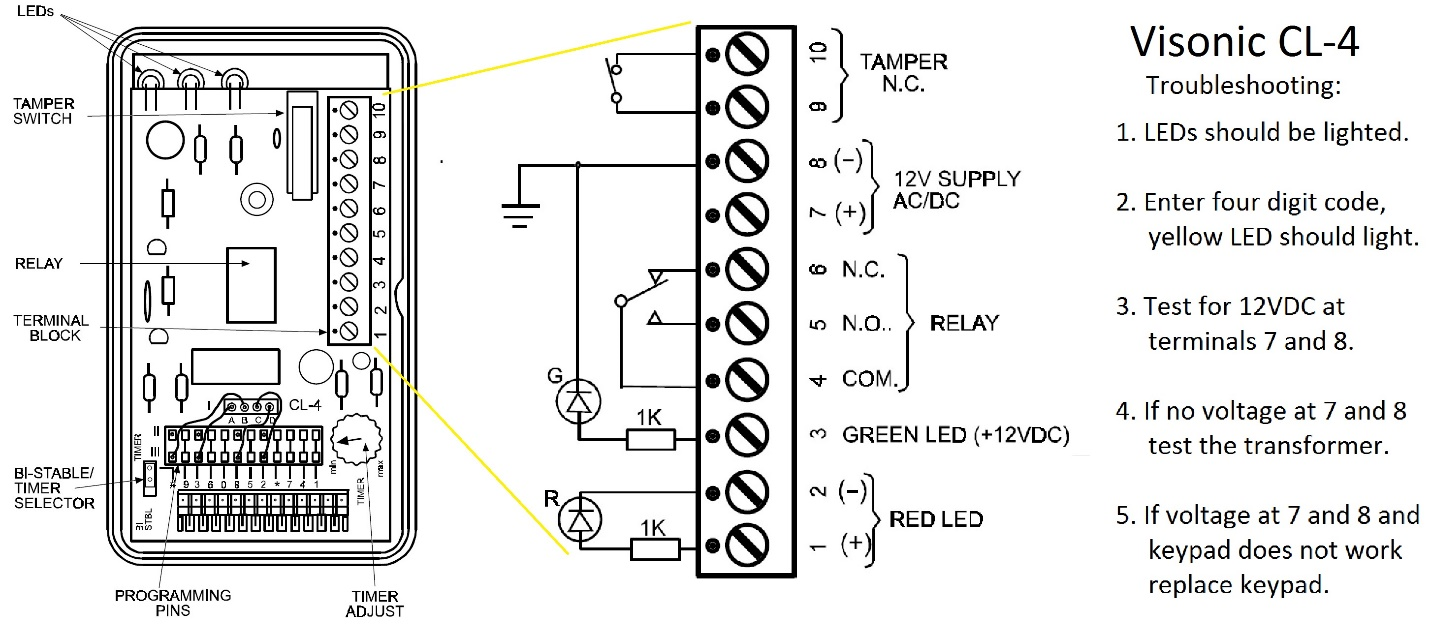 LEDs
TAMPER
SWITCH
RELAY
TERMINAL
BLOCK
10
9
8
7
6
5
4
3
2
1
I
A B C D
CL-4
II
III
TIMER
BI-STABLE/
TIMER
SELECTOR
BI
STBL
# 9 3 6 0 8 5 2 * 7 4 1
min
max
TIMER
PROGRAMMING
PINS
TIMER
ADJUST
G
1K
R
1K
10
9
TAMPER
N.C.
8 (-)
7 (+)
12V SUPPLY
AC/DC
6 N.C.
5 N.O..
4 COM.
RELAY
3 GREEN LED (+12VDC)
2 (-)
1 (+)
RED LED
Visonic CL-4
Troubleshooting:
1. LEDs should be lighted.
2. Enter four digit code,
yellow LED should light.
3. Test for 12VDC at
terminals 7 and 8.
4. If no voltage at 7 and 8
test the transformer.
5. If voltage at 7 and 8 and
keypad does not work
replace keypad.